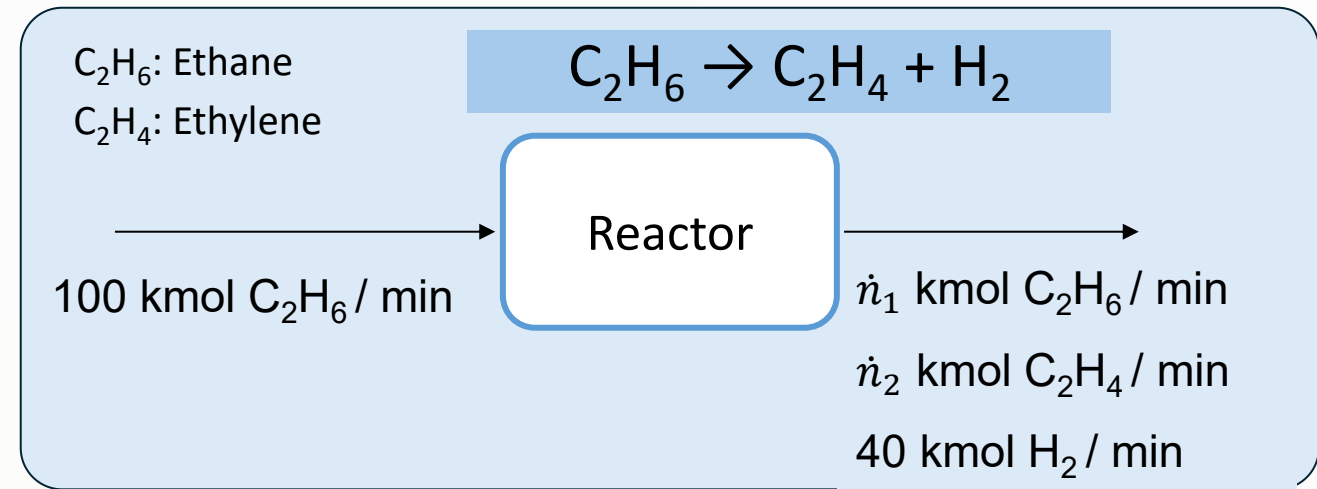 C₂H₆: Ethane
C₂H₄: Ethylene
C₂H₆ → C₂H₄ + H₂
Reactor
100 kmol C₂H₆ / min
ṅ₁ kmol C₂H₆ / min
ṅ₂ kmol C₂H₄ / min
40 kmol H₂ / min